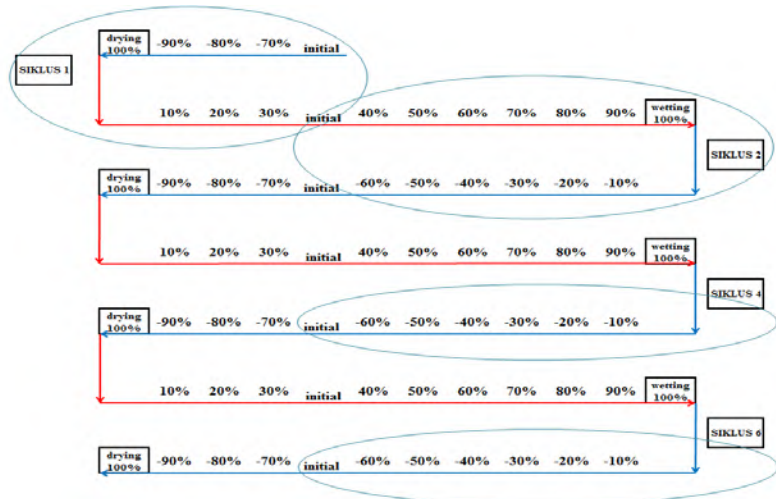 drying 100% -90% -80% -70% initial
SIKLUS 1
10% 20% 30% initial 40% 50% 60% 70% 80% 90% wetting 100%
SIKLUS 2
drying 100% -90% -80% -70% initial -60% -50% -40% -30% -20% -10%
10% 20% 30% initial 40% 50% 60% 70% 80% 90% wetting 100%
SIKLUS 4
drying 100% -90% -80% -70% initial -60% -50% -40% -30% -20% -10%
10% 20% 30% initial 40% 50% 60% 70% 80% 90% wetting 100%
SIKLUS 6
drying 100% -90% -80% -70% initial -60% -50% -40% -30% -20% -10%